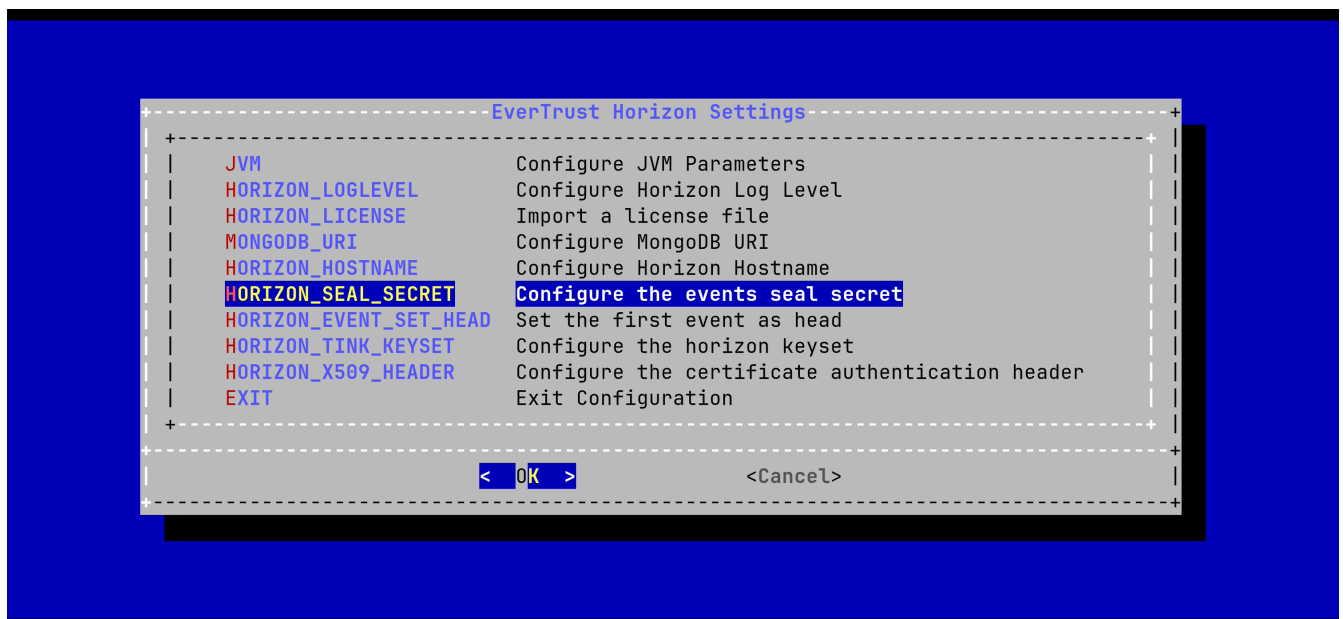 EverTrust Horizon Settings
JVM Configure JVM Parameters
HORIZON_LOGLEVEL Configure Horizon Log Level
HORIZON_LICENSE Import a license file
MONGODB_URI Configure MongoDB URI
HORIZON_HOSTNAME Configure Horizon Hostname
HORIZON_SEAL_SECRET Configure the events seal secret
HORIZON_EVENT_SET_HEAD Set the first event as head
HORIZON_TINK_KEYSET Configure the horizon keyset
HORIZON_X509_HEADER Configure the certificate authentication header
EXIT Exit Configuration
< OK > <Cancel>